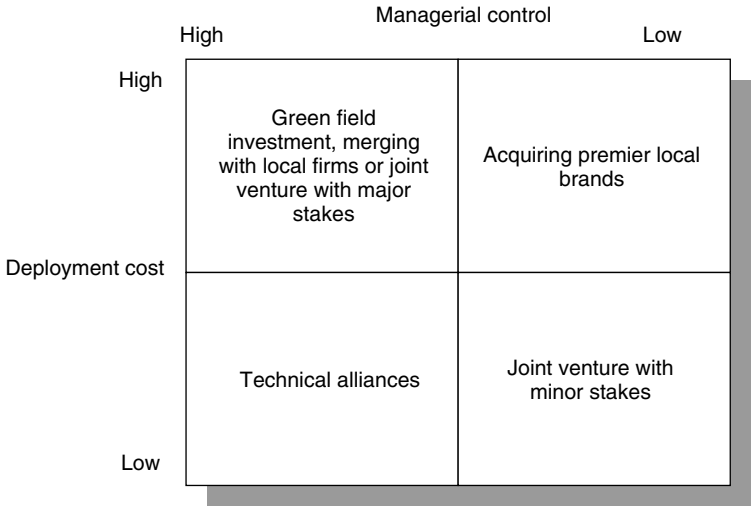 Managerial control
High
Low
High
Green field
investment, merging
with local firms or joint
venture with major
stakes
Acquiring premier local
brands
Deployment cost
Technical alliances
Joint venture with
minor stakes
Low